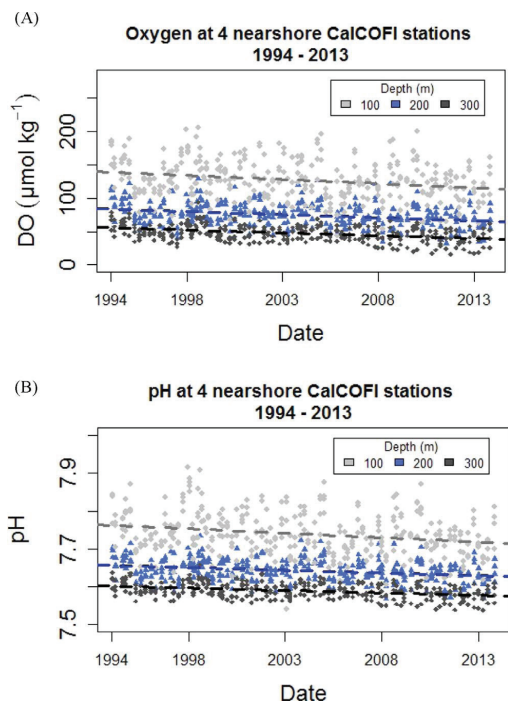 (A)
Oxygen at 4 nearshore CalCOFI stations
1994 - 2013
Depth (m)
100 200 300
DO (µmol kg⁻¹)
200
100
50
0
1994 1998 2003 2008 2013
Date
(B)
pH at 4 nearshore CalCOFI stations
1994 - 2013
Depth (m)
100 200 300
pH
7.9
7.7
7.5
1994 1998 2003 2008 2013
Date